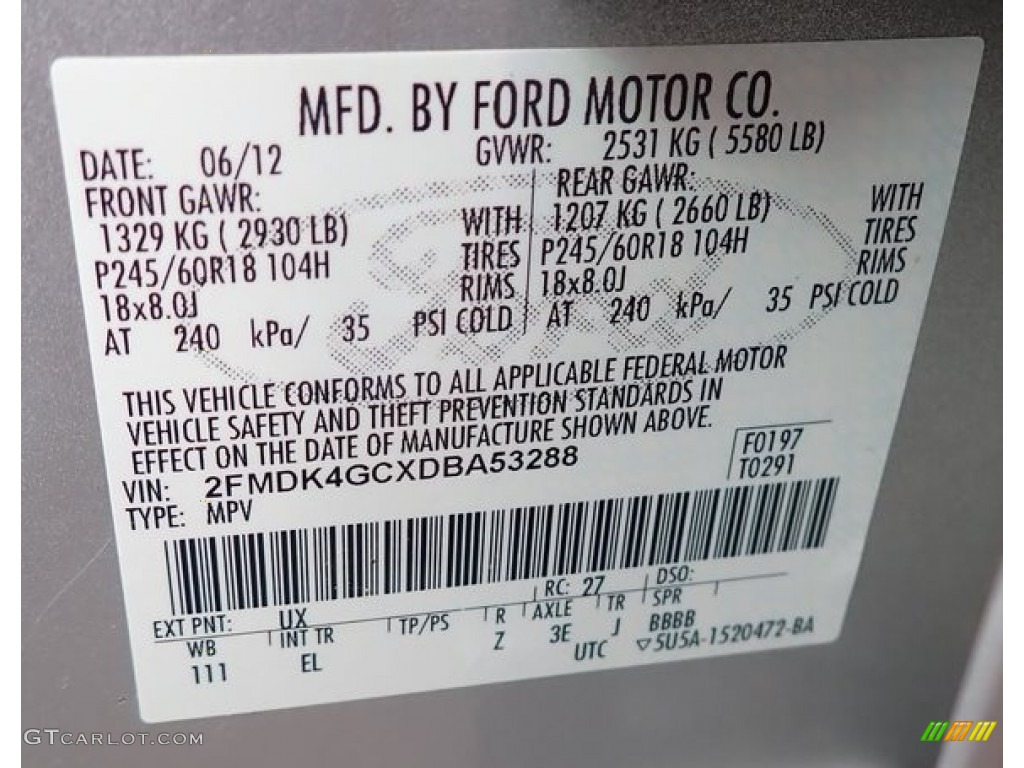 MFD. BY FORD MOTOR CO.
DATE: 06/12 GVWR: 2531 KG ( 5580 LB)
FRONT GAWR: REAR GAWR:
1329 KG ( 2930 LB) WITH 1207 KG ( 2660 LB) WITH
P245/60R18 104H TIRES P245/60R18 104H TIRES
18x8.0J RIMS 18x8.0J RIMS
AT 240 kPa/ 35 PSI COLD AT 240 kPa/ 35 PSI COLD
THIS VEHICLE CONFORMS TO ALL APPLICABLE FEDERAL MOTOR
VEHICLE SAFETY AND THEFT PREVENTION STANDARDS IN
EFFECT ON THE DATE OF MANUFACTURE SHOWN ABOVE.
F0197
VIN: 2FMDK4GCXDBA53288 T0291
TYPE: MPV
EXT PNT: UX RC: 27 DSO:
WB INT TR TP/PS R AXLE TR SPR
111 EL Z 3E J BBBB
UTC ▽5U5A-1520472-BA
GTCARLOT.COM